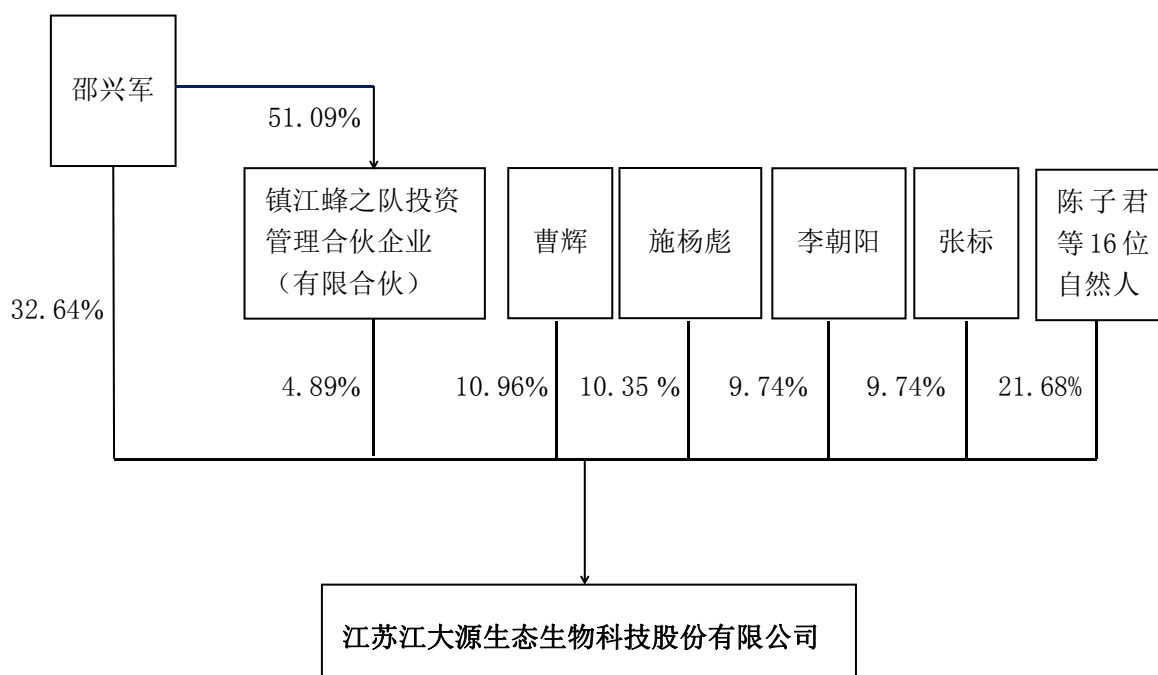 邵兴军
51.09%
镇江蜂之队投资
管理合伙企业
（有限合伙）
曹辉
施杨彪
李朝阳
张标
陈子君
等16位
自然人
32.64%
4.89%
10.96%
10.35 %
9.74%
9.74%
21.68%
江苏江大源生态生物科技股份有限公司